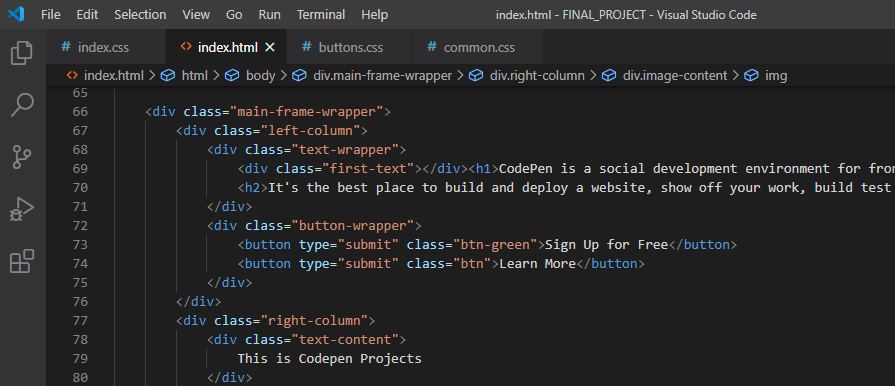 File Edit Selection View Go Run Terminal Help index.html - FINAL_PROJECT - Visual Studio Code
# index.css <> index.html × # buttons.css # common.css
<> index.html > html > body > div.main-frame-wrapper > div.right-column > div.image-content > img
65
66 <div class="main-frame-wrapper">
67 <div class="left-column">
68 <div class="text-wrapper">
69 <div class="first-text"></div><h1>CodePen is a social development environment for fron
70 <h2>It's the best place to build and deploy a website, show off your work, build test
71 </div>
72 <div class="button-wrapper">
73 <button type="submit" class="btn-green">Sign Up for Free</button>
74 <button type="submit" class="btn">Learn More</button>
75 </div>
76 </div>
77 <div class="right-column">
78 <div class="text-content">
79 This is Codepen Projects
80 </div>